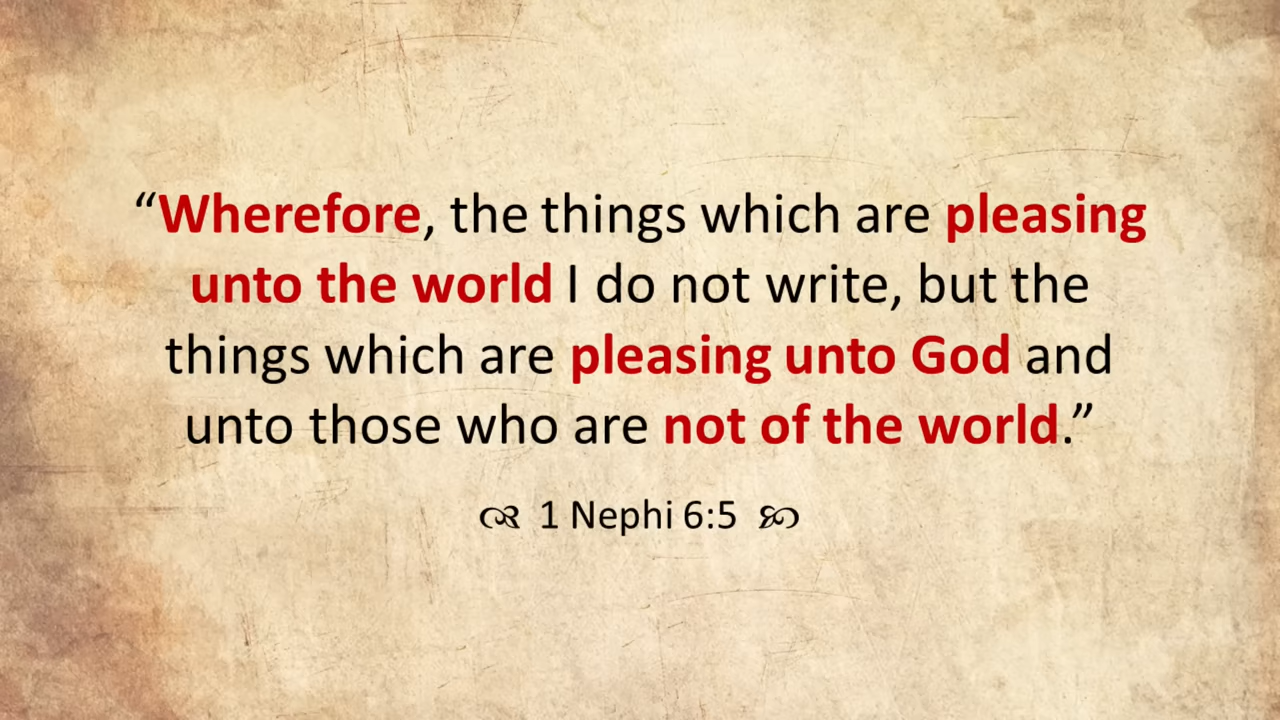 “Wherefore, the things which are pleasing
unto the world I do not write, but the
things which are pleasing unto God and
unto those who are not of the world.”
1 Nephi 6:5